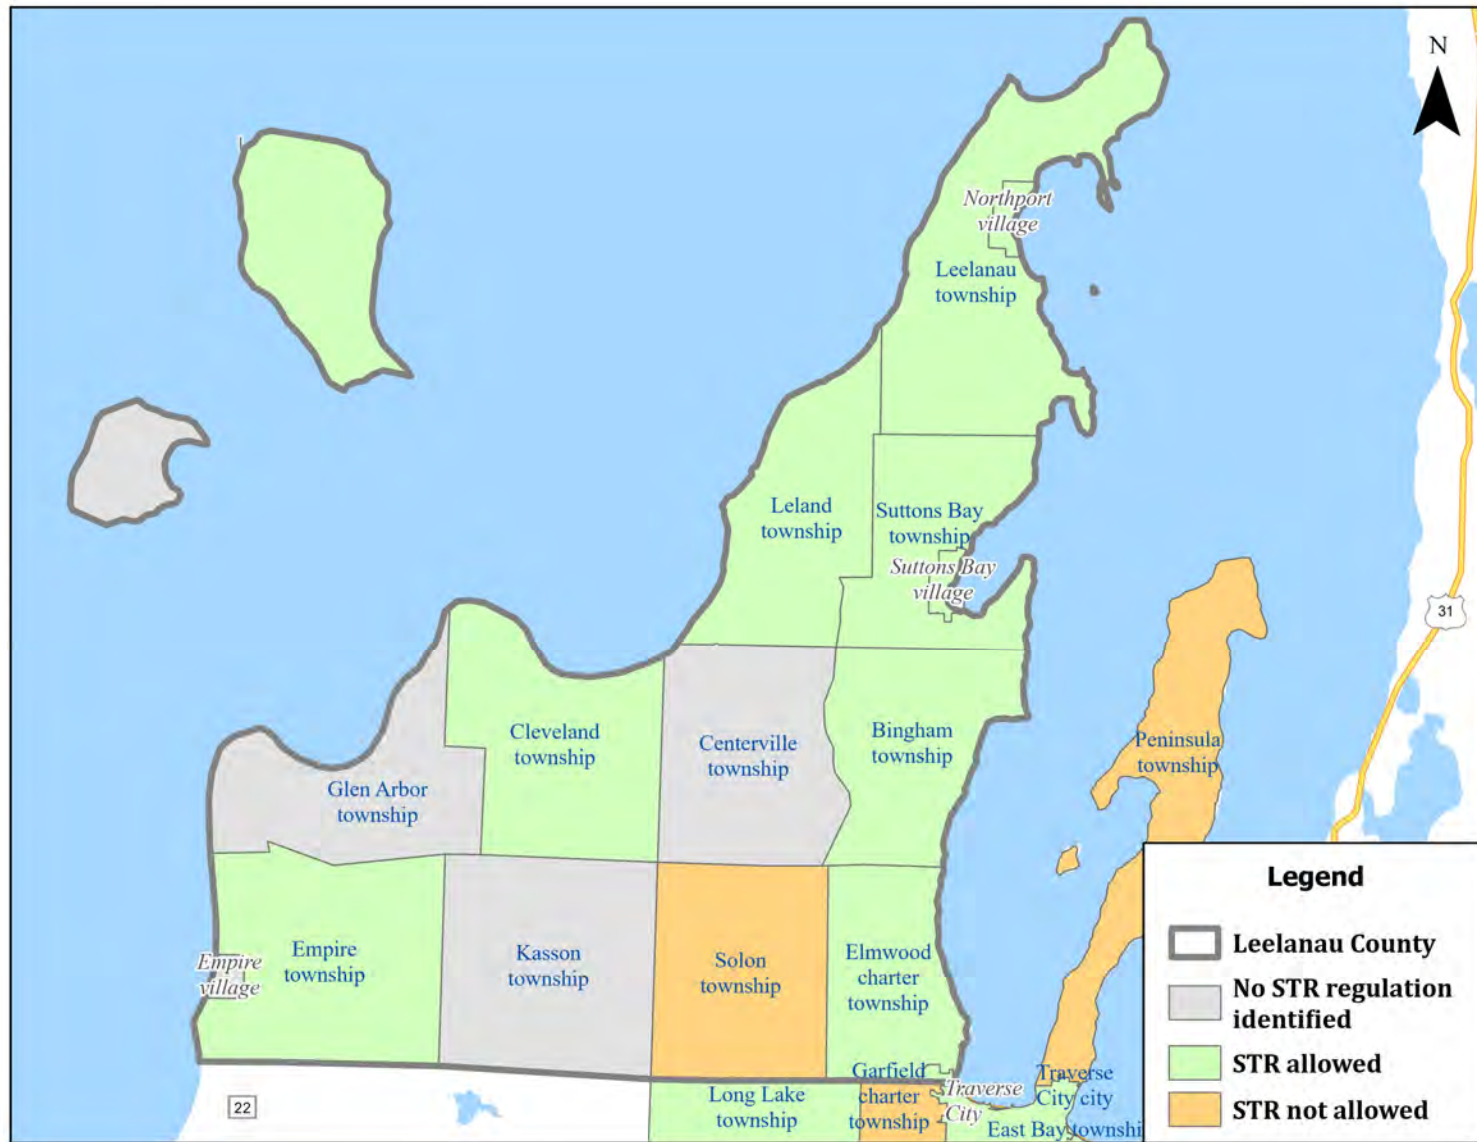 N
Northport
village
Leelanau
township
Leland
township
Suttons Bay
township
Suttons Bay
village
31
Cleveland
township
Centerville
township
Bingham
township
Peninsula
township
Glen Arbor
township
Empire
township
Empire
village
Kasson
township
Solon
township
Elmwood
charter
township
Garfield
charter
township
Traverse
City
Traverse
City city
Long Lake
township
East Bay townshi
22
Legend
Leelanau County
No STR regulation
identified
STR allowed
STR not allowed